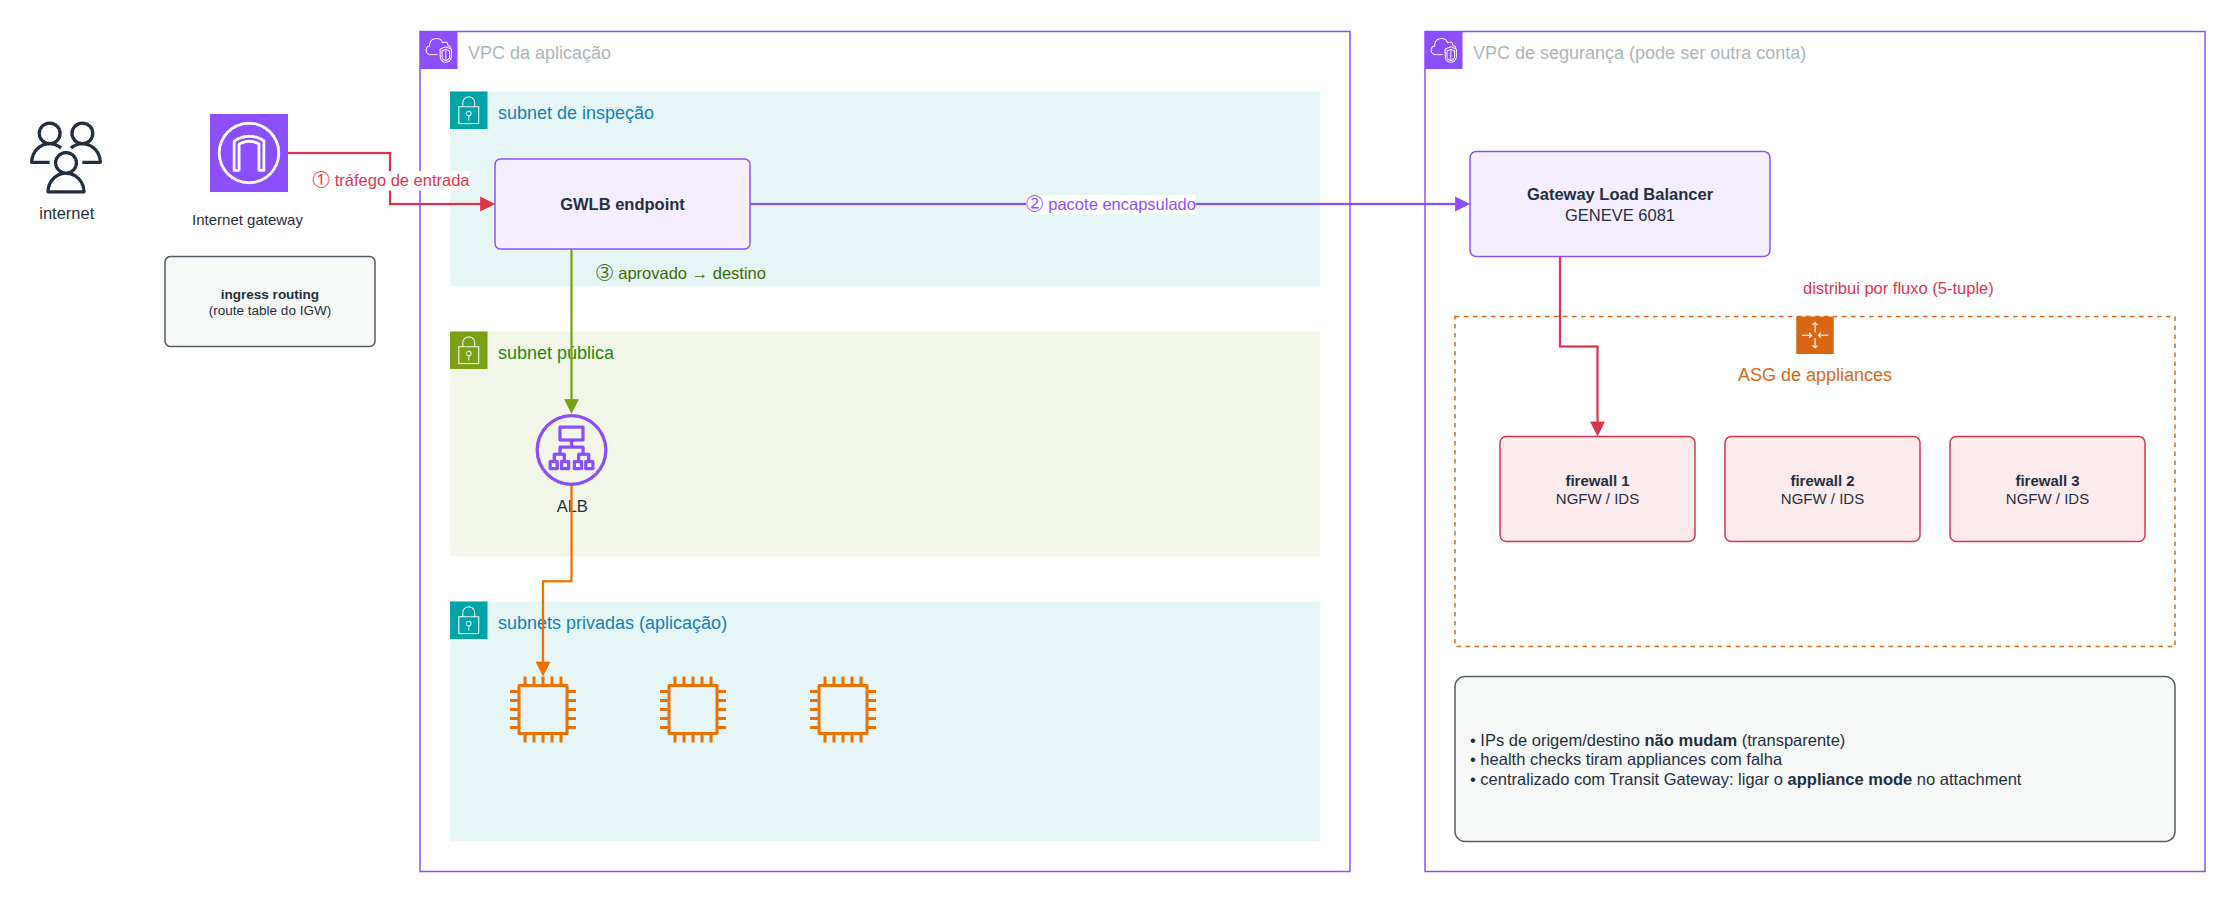 VPC da aplicação
VPC de segurança (pode ser outra conta)
subnet de inspeção
internet
Internet gateway
① tráfego de entrada
GWLB endpoint
② pacote encapsulado
Gateway Load Balancer
GENEVE 6081
③ aprovado → destino
ingress routing
(route table do IGW)
distribui por fluxo (5-tuple)
subnet pública
ASG de appliances
ALB
firewall 1
NGFW / IDS
firewall 2
NGFW / IDS
firewall 3
NGFW / IDS
subnets privadas (aplicação)
• IPs de origem/destino não mudam (transparente)
• health checks tiram appliances com falha
• centralizado com Transit Gateway: ligar o appliance mode no attachment